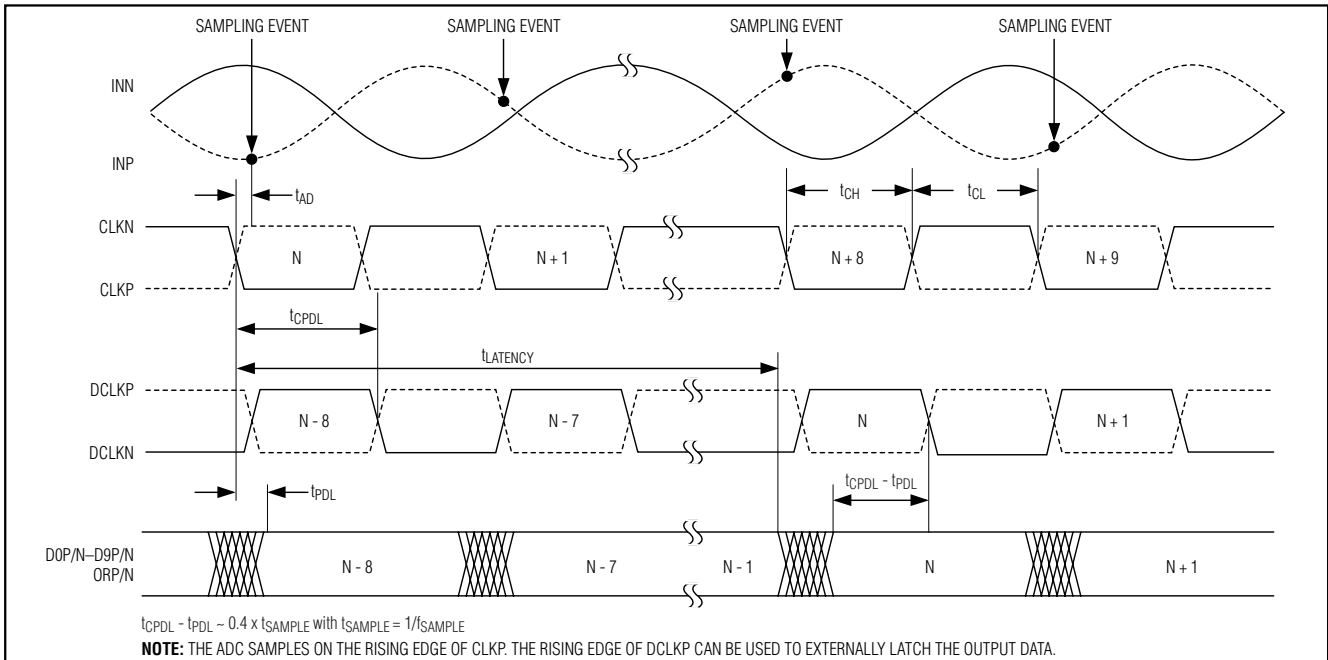 SAMPLING EVENT SAMPLING EVENT SAMPLING EVENT SAMPLING EVENT
INN
INP
tAD
tCH
tCL
CLKN
N
N + 1
N + 8
N + 9
CLKP
tCPDL
tLATENCY
DCLKP
N - 8
N - 7
N
N + 1
DCLKN
tPDL
tCPDL - tPDL
D0P/N–D9P/N
ORP/N
N - 8
N - 7
N - 1
N
N + 1
tCPDL - tPDL ~ 0.4 x tSAMPLE with tSAMPLE = 1/fSAMPLE
NOTE: THE ADC SAMPLES ON THE RISING EDGE OF CLKP. THE RISING EDGE OF DCLKP CAN BE USED TO EXTERNALLY LATCH THE OUTPUT DATA.